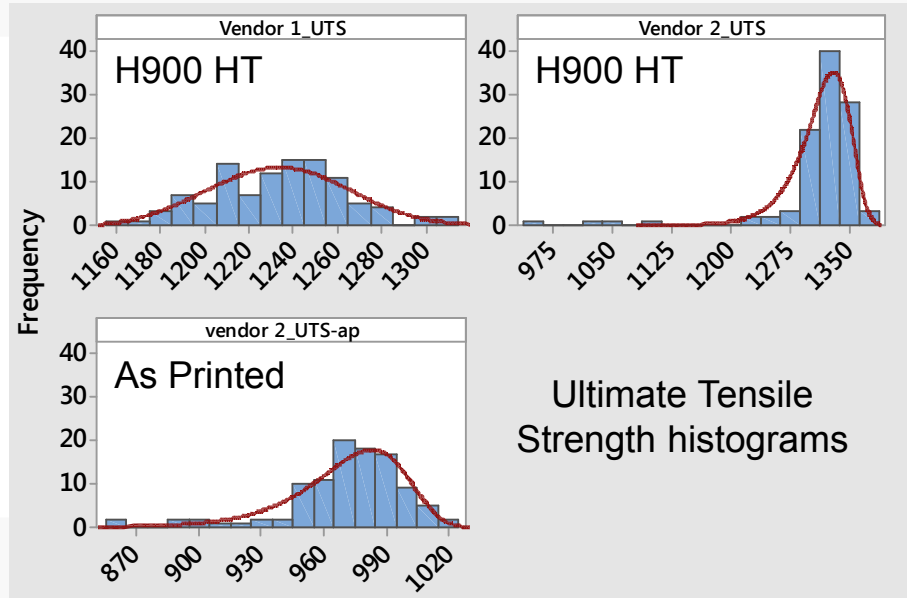 Vendor 1_UTS
H900 HT
40
30
20
10
0
1160 1180 1200 1220 1240 1260 1280 1300
Vendor 2_UTS
H900 HT
40
30
20
10
0
975 1050 1125 1200 1275 1350
Frequency
vendor 2_UTS-ap
As Printed
40
30
20
10
0
870 900 930 960 990 1020
Ultimate Tensile
Strength histograms